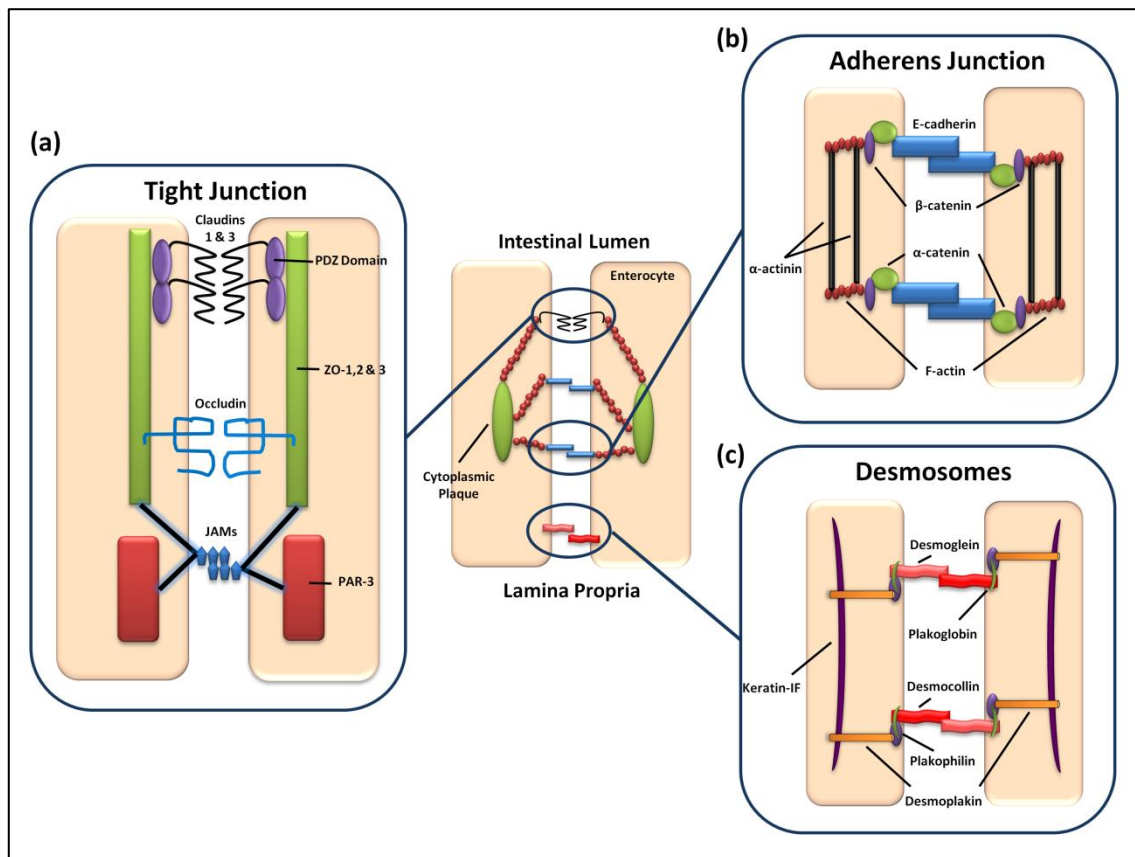 (a)
Tight Junction
Claudins
1 & 3
PDZ Domain
ZO-1,2 & 3
Occludin
JAMs
PAR-3
Intestinal Lumen
Enterocyte
Cytoplasmic
Plaque
Lamina Propria
(b)
Adherens Junction
E-cadherin
β-catenin
α-actinin
α-catenin
F-actin
(c)
Desmosomes
Desmoglein
Plakoglobin
Keratin-IF
Desmocollin
Plakophilin
Desmoplakin